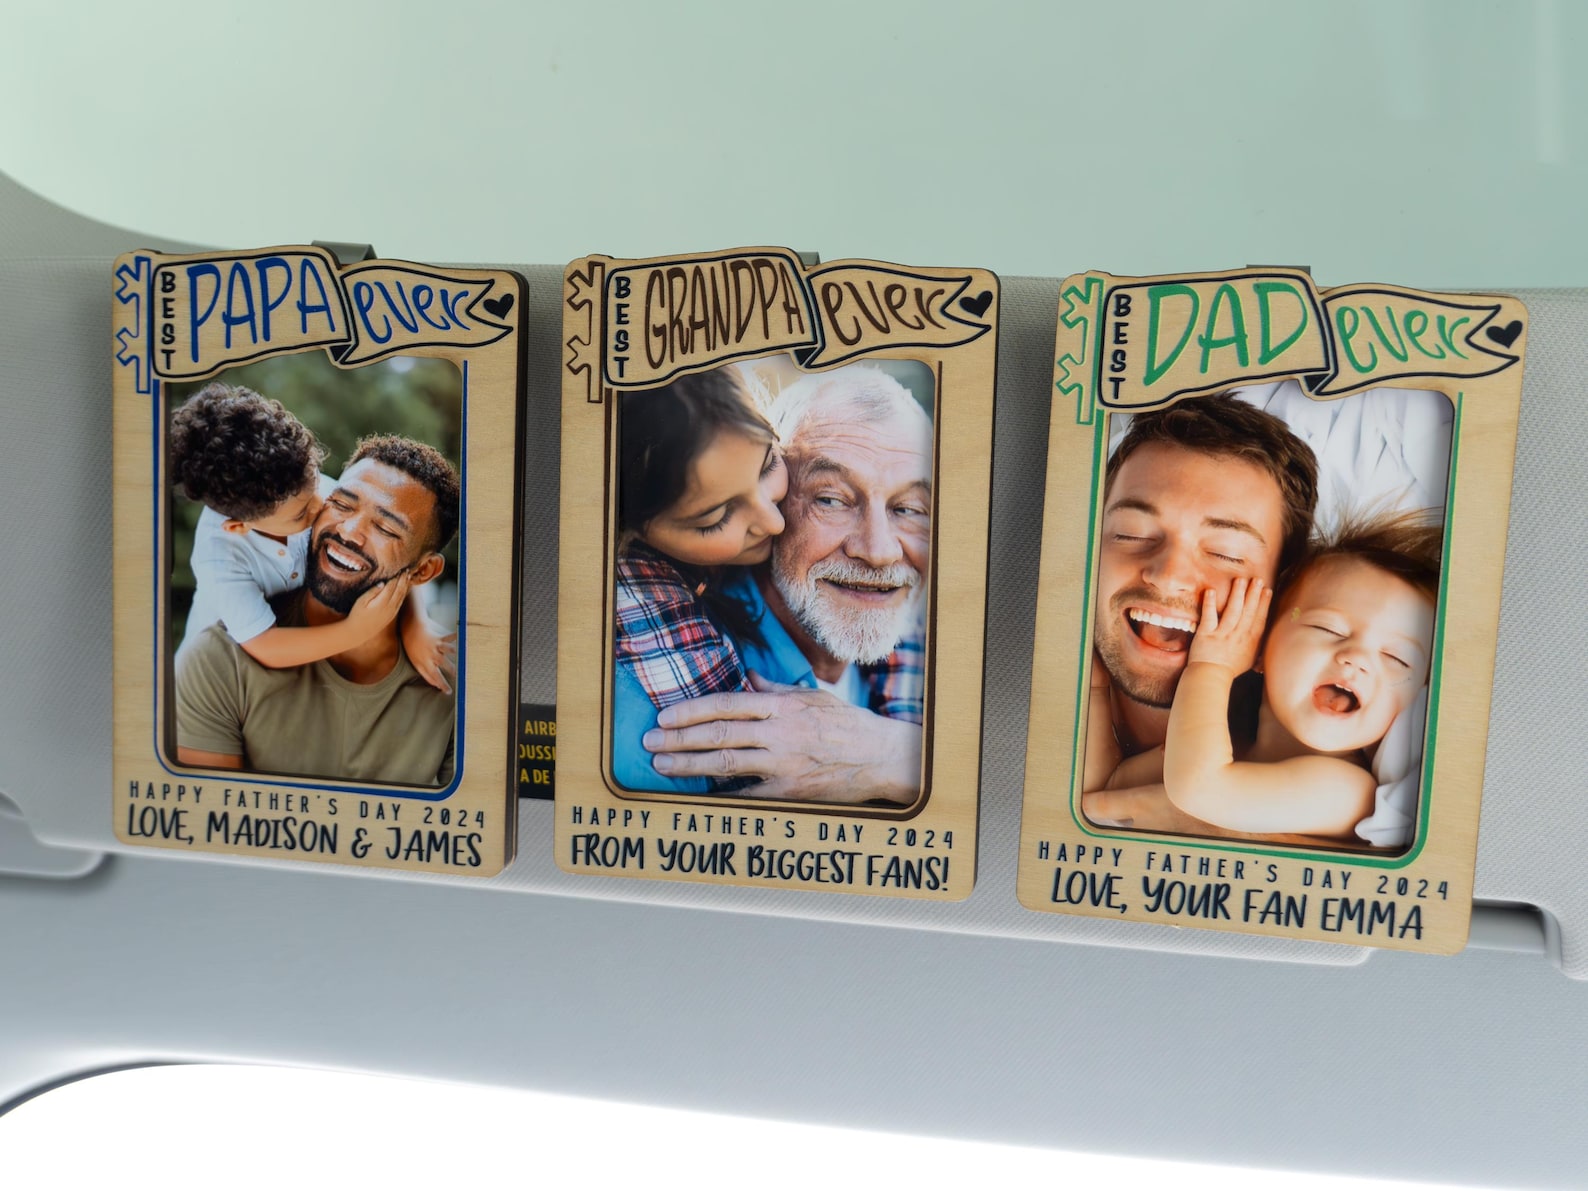 BEST PAPA ever
HAPPY FATHER'S DAY 2024
LOVE, MADISON & JAMES
BEST GRANDPA ever
HAPPY FATHER'S DAY 2024
FROM YOUR BIGGEST FANS!
BEST DAD ever
HAPPY FATHER'S DAY 2024
LOVE, YOUR FAN EMMA